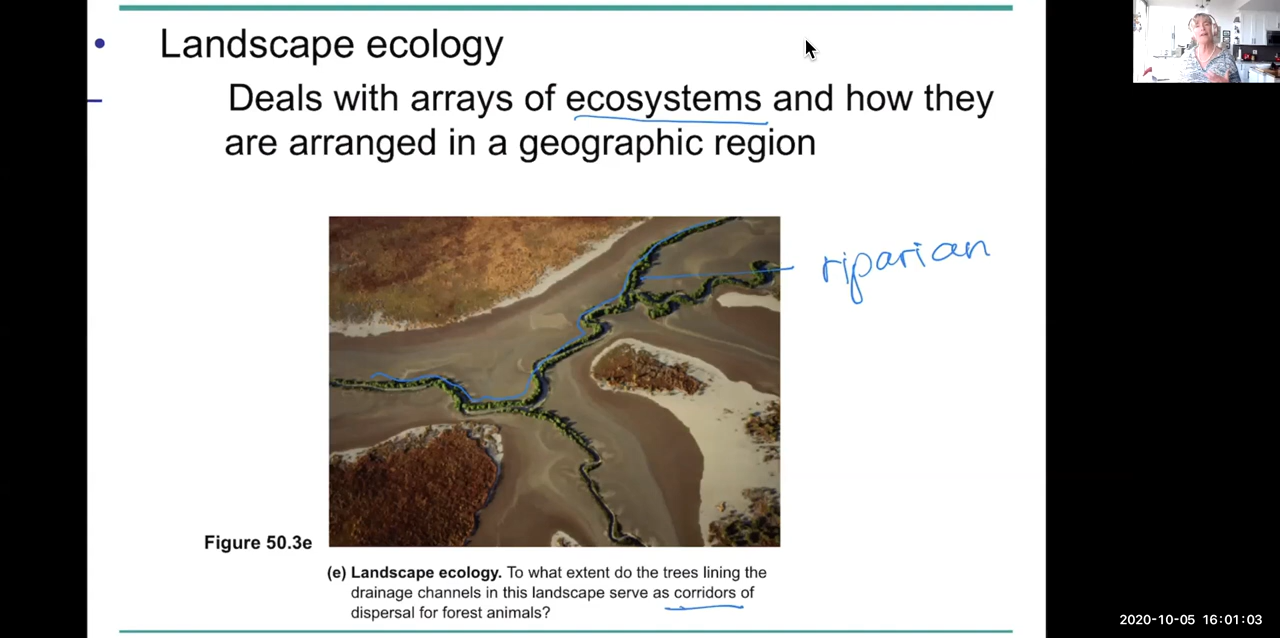 Landscape ecology
Deals with arrays of ecosystems and how they
are arranged in a geographic region
riparian
Figure 50.3e
(e) Landscape ecology. To what extent do the trees lining the
drainage channels in this landscape serve as corridors of
dispersal for forest animals?
2020-10-05 16:01:03